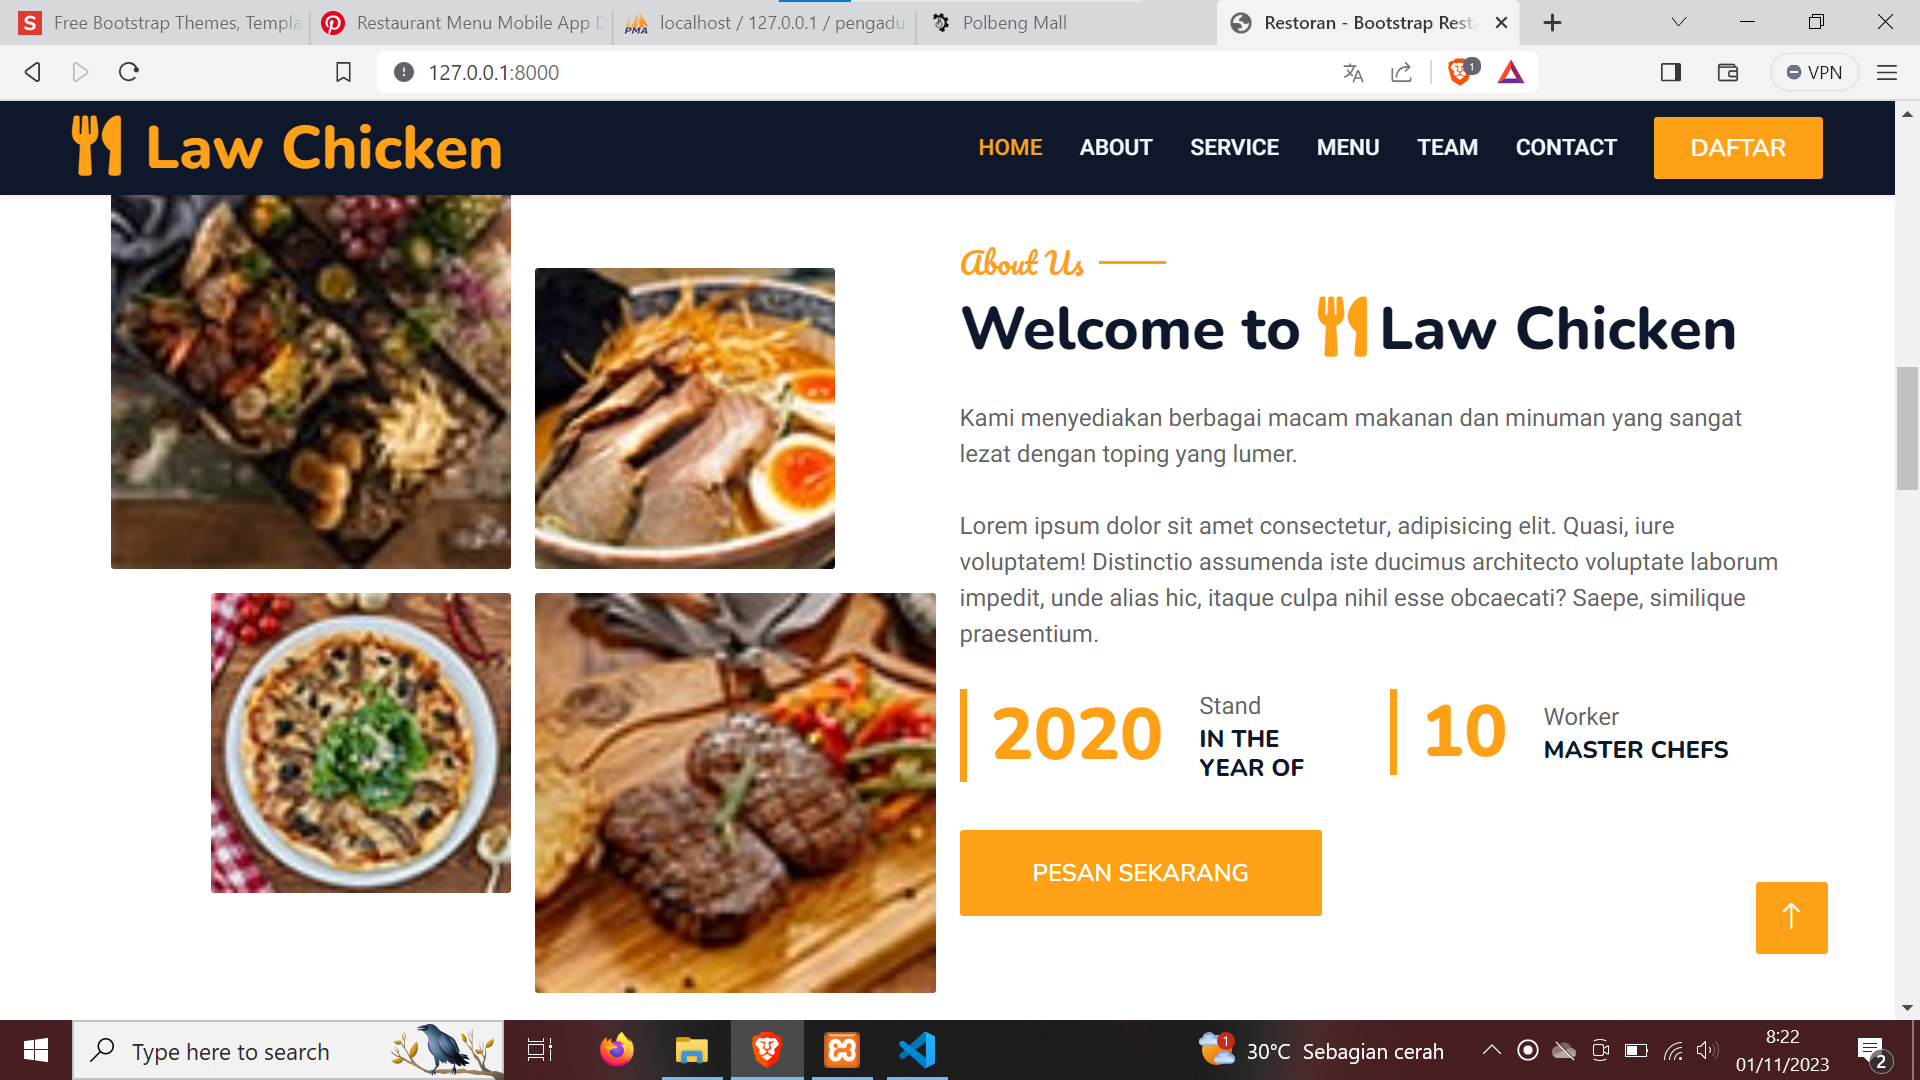 Free Bootstrap Themes, Templa
Restaurant Menu Mobile App D
localhost / 127.0.0.1 / pengadu
Polbeng Mall
Restoran - Bootstrap Rest
127.0.0.1:8000
1
VPN
Law Chicken
HOME
ABOUT
SERVICE
MENU
TEAM
CONTACT
DAFTAR
About Us
Welcome to Law Chicken
Kami menyediakan berbagai macam makanan dan minuman yang sangat
lezat dengan toping yang lumer.
Lorem ipsum dolor sit amet consectetur, adipisicing elit. Quasi, iure
voluptatem! Distinctio assumenda iste ducimus architecto voluptate laborum
impedit, unde alias hic, itaque culpa nihil esse obcaecati? Saepe, similique
praesentium.
2020
Stand
IN THE
YEAR OF
10
Worker
MASTER CHEFS
PESAN SEKARANG
Type here to search
1
30°C Sebagian cerah
8:22
01/11/2023
2